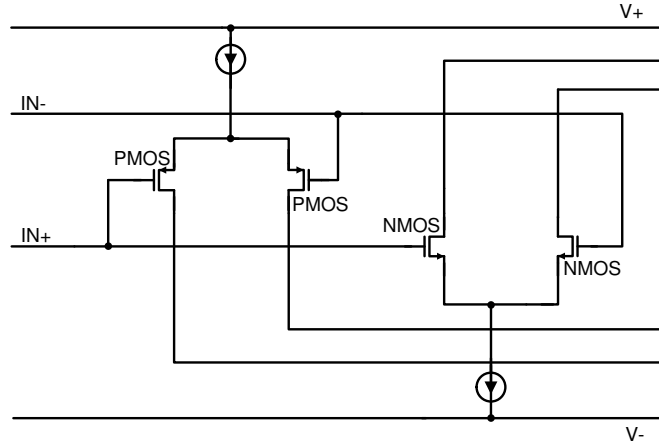 V+
IN-
PMOS
PMOS
NMOS
IN+
NMOS
V-